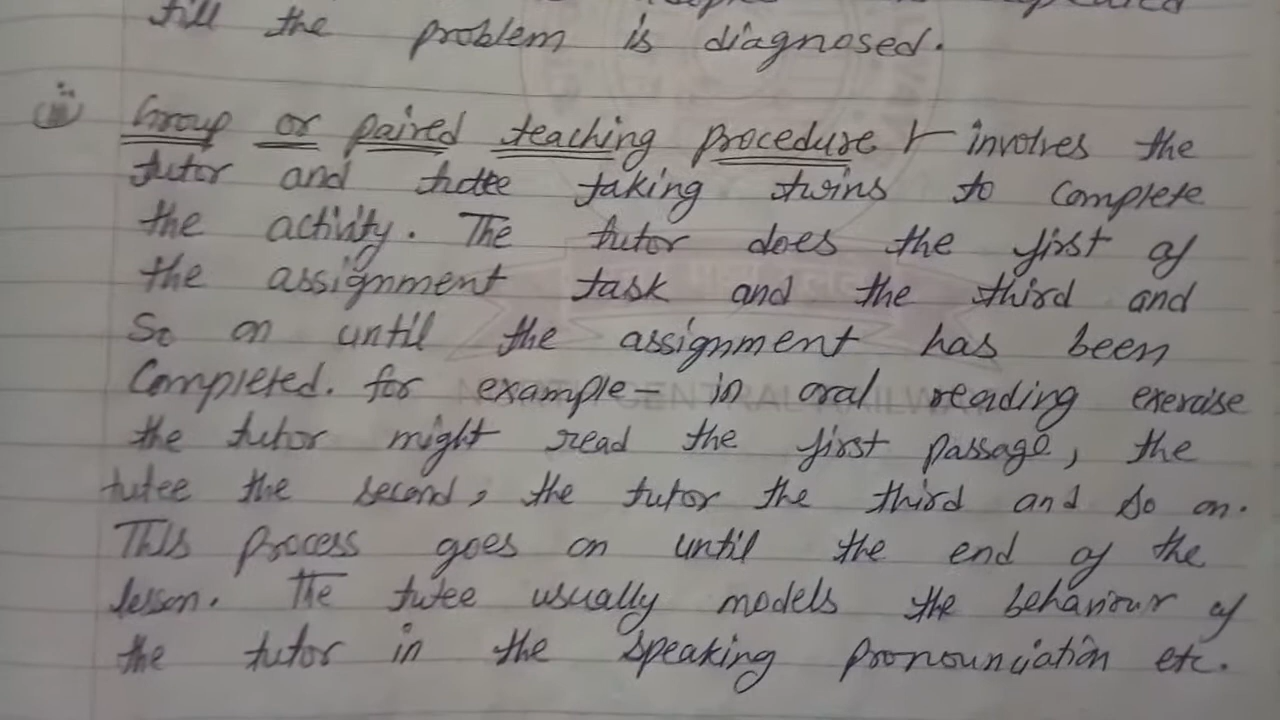 till the problem is diagnosed.
iii) Group or paired teaching procedure :- involves the
tutor and tutee taking twins to complete
the activity. The tutor does the first of
the assignment task and the third and
so on until the assignment has been
Completed. for example - in oral reading exercise
the tutor might read the first passage, the
tutee the second, the tutor the third and so on.
This process goes on until the end of the
lesson. The tutee usually models the behaviour of
the tutor in the speaking pronounciation etc.